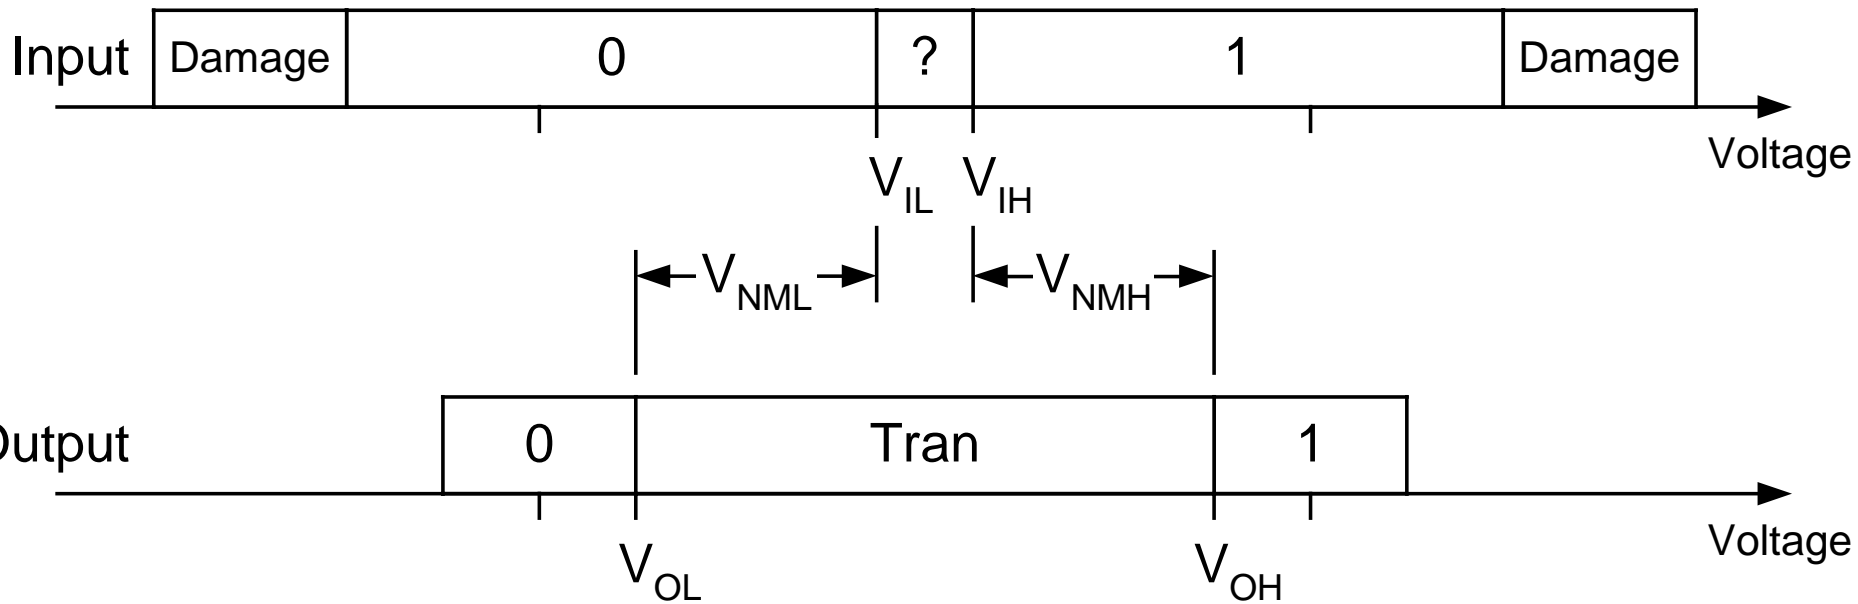 Input Damage 0 ? 1 Damage
Voltage
V_IL V_IH
V_NML V_NMH
Output 0 Tran 1
Voltage
V_OL V_OH